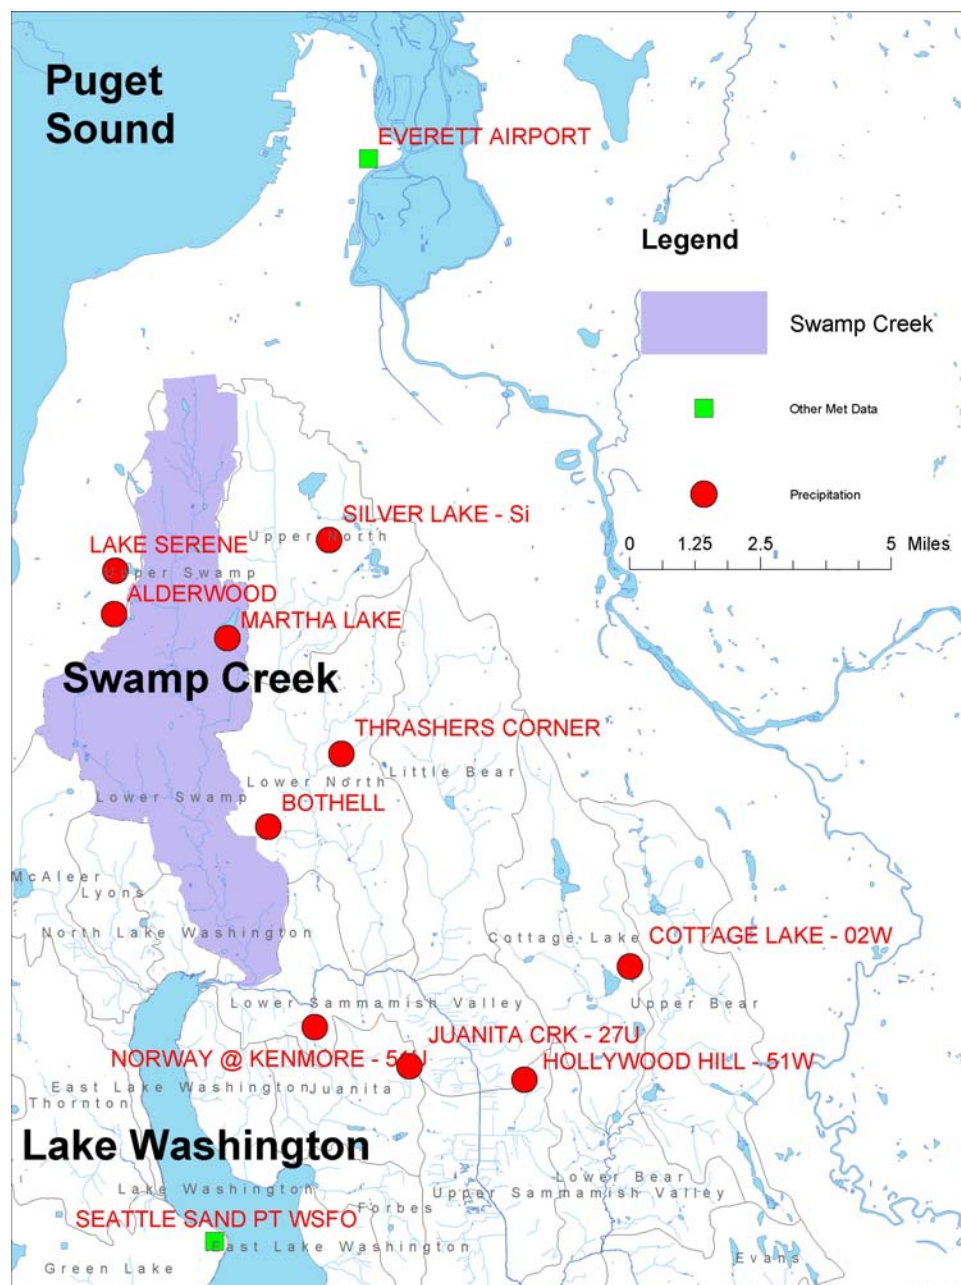 Puget
Sound
EVERETT AIRPORT
Legend
Swamp Creek
Other Met Data
Precipitation
0 1.25 2.5 5 Miles
SILVER LAKE - Si
Upper North
LAKE SERENE
Upper Swamp
ALDERWOOD
MARTHA LAKE
Swamp Creek
THRASHERS CORNER
Little Bear
Lower North
Lower Swamp
BOTHELL
McAleer
Lyons
North Lake Washington
Cottage Lake
COTTAGE LAKE - 02W
Upper Bear
Lower Sammamish Valley
JUANITA CRK - 27U
NORWAY @ KENMORE - 51U
HOLLYWOOD HILL - 51W
East Lake Washington
Juanita
Thornton
Lake Washington
Lower Bear
Lake Washington
Upper Sammamish Valley
Forbes
SEATTLE SAND PT WSFO
East Lake Washington
Evans
Green Lake